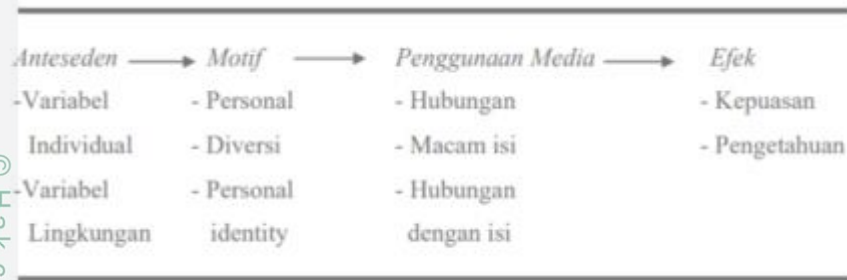 Anteseden → Motif → Penggunaan Media → Efek
-Variabel - Personal - Hubungan - Kepuasan
Individual - Diversi - Macam isi - Pengetahuan
-Variabel - Personal - Hubungan
Lingkungan identity dengan isi
© Hak c